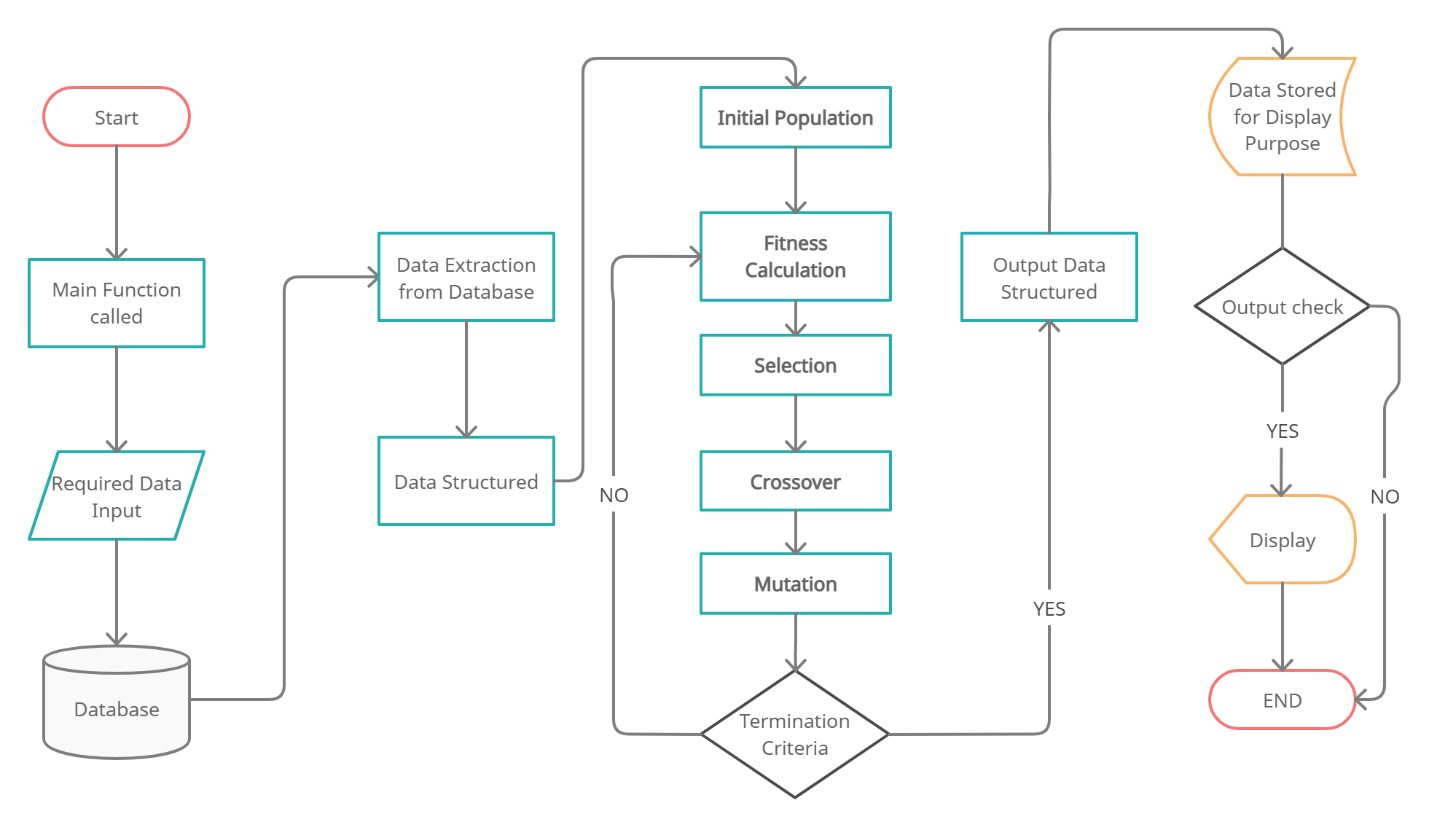 Start
Main Function
called
Required Data
Input
Database
Data Extraction
from Database
Data Structured
Initial Population
Fitness
Calculation
Selection
Crossover
Mutation
Termination
Criteria
NO
YES
Output Data
Structured
Data Stored
for Display
Purpose
Output check
YES
NO
Display
END